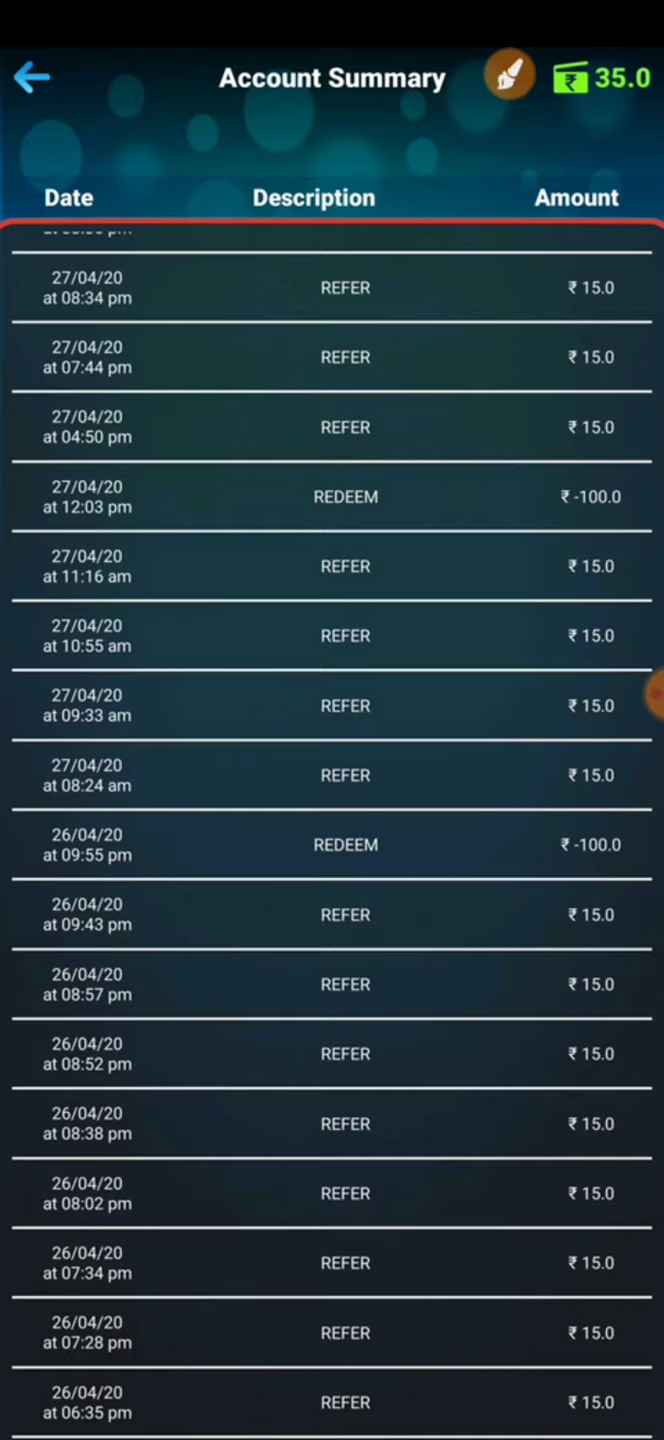 Account Summary
₹ 35.0
Date Description Amount
27/04/20
at 08:34 pm
REFER
₹ 15.0
27/04/20
at 07:44 pm
REFER
₹ 15.0
27/04/20
at 04:50 pm
REFER
₹ 15.0
27/04/20
at 12:03 pm
REDEEM
₹ -100.0
27/04/20
at 11:16 am
REFER
₹ 15.0
27/04/20
at 10:55 am
REFER
₹ 15.0
27/04/20
at 09:33 am
REFER
₹ 15.0
27/04/20
at 08:24 am
REFER
₹ 15.0
26/04/20
at 09:55 pm
REDEEM
₹ -100.0
26/04/20
at 09:43 pm
REFER
₹ 15.0
26/04/20
at 08:57 pm
REFER
₹ 15.0
26/04/20
at 08:52 pm
REFER
₹ 15.0
26/04/20
at 08:38 pm
REFER
₹ 15.0
26/04/20
at 08:02 pm
REFER
₹ 15.0
26/04/20
at 07:34 pm
REFER
₹ 15.0
26/04/20
at 07:28 pm
REFER
₹ 15.0
26/04/20
at 06:35 pm
REFER
₹ 15.0